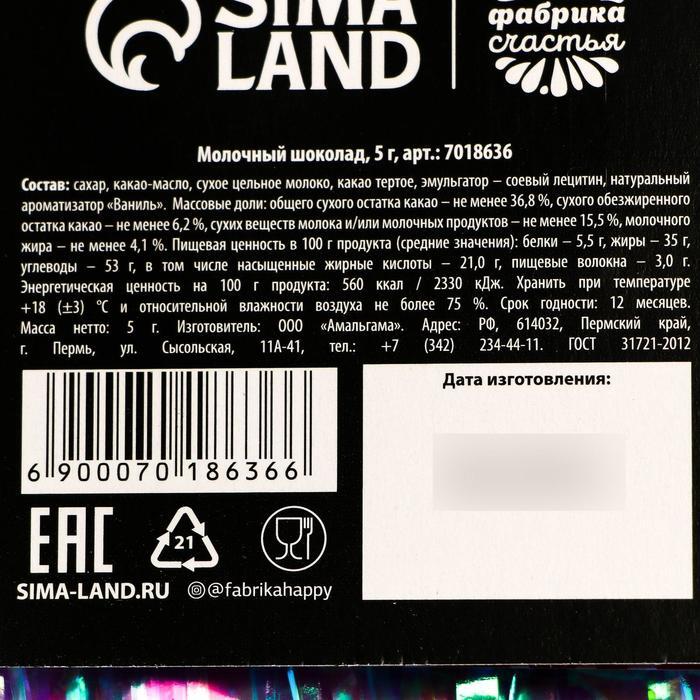 SIMA
LAND
фабрика
счастья
Молочный шоколад, 5 г, арт.: 7018636
Состав: сахар, какао-масло, сухое цельное молоко, какао тертое, эмульгатор – соевый лецитин, натуральный
ароматизатор «Ваниль». Массовые доли: общего сухого остатка какао – не менее 36,8 %, сухого обезжиренного
остатка какао – не менее 6,2 %, сухих веществ молока и/или молочных продуктов – не менее 15,5 %, молочного
жира – не менее 4,1 %. Пищевая ценность в 100 г продукта (средние значения): белки – 5,5 г, жиры – 35 г,
углеводы – 53 г, в том числе насыщенные жирные кислоты – 21,0 г, пищевые волокна – 3,0 г.
Энергетическая ценность на 100 г продукта: 560 ккал / 2330 кДж. Хранить при температуре
+18 (±3) °С и относительной влажности воздуха не более 75 %. Срок годности: 12 месяцев.
Масса нетто: 5 г. Изготовитель: ООО «Амальгама». Адрес: РФ, 614032, Пермский край,
г. Пермь, ул. Сысольская, 11А-41, тел.: +7 (342) 234-44-11. ГОСТ 31721-2012
Дата изготовления:
6 900070 186366
EAC
21
SIMA-LAND.RU @fabrikahappy